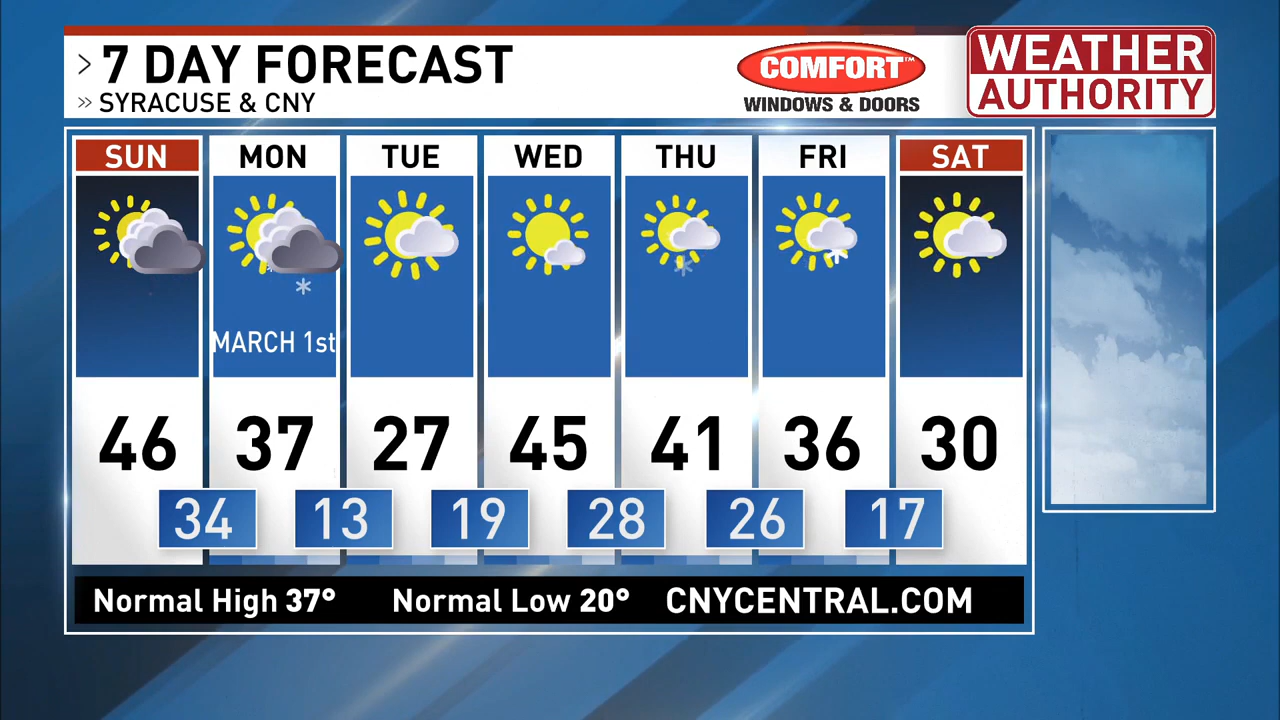 > 7 DAY FORECAST
» SYRACUSE & CNY
COMFORT™
WINDOWS & DOORS
WEATHER
AUTHORITY
SUN MON TUE WED THU FRI SAT
MARCH 1st
46 37 27 45 41 36 30
34 13 19 28 26 17
Normal High 37° Normal Low 20° CNYCENTRAL.COM